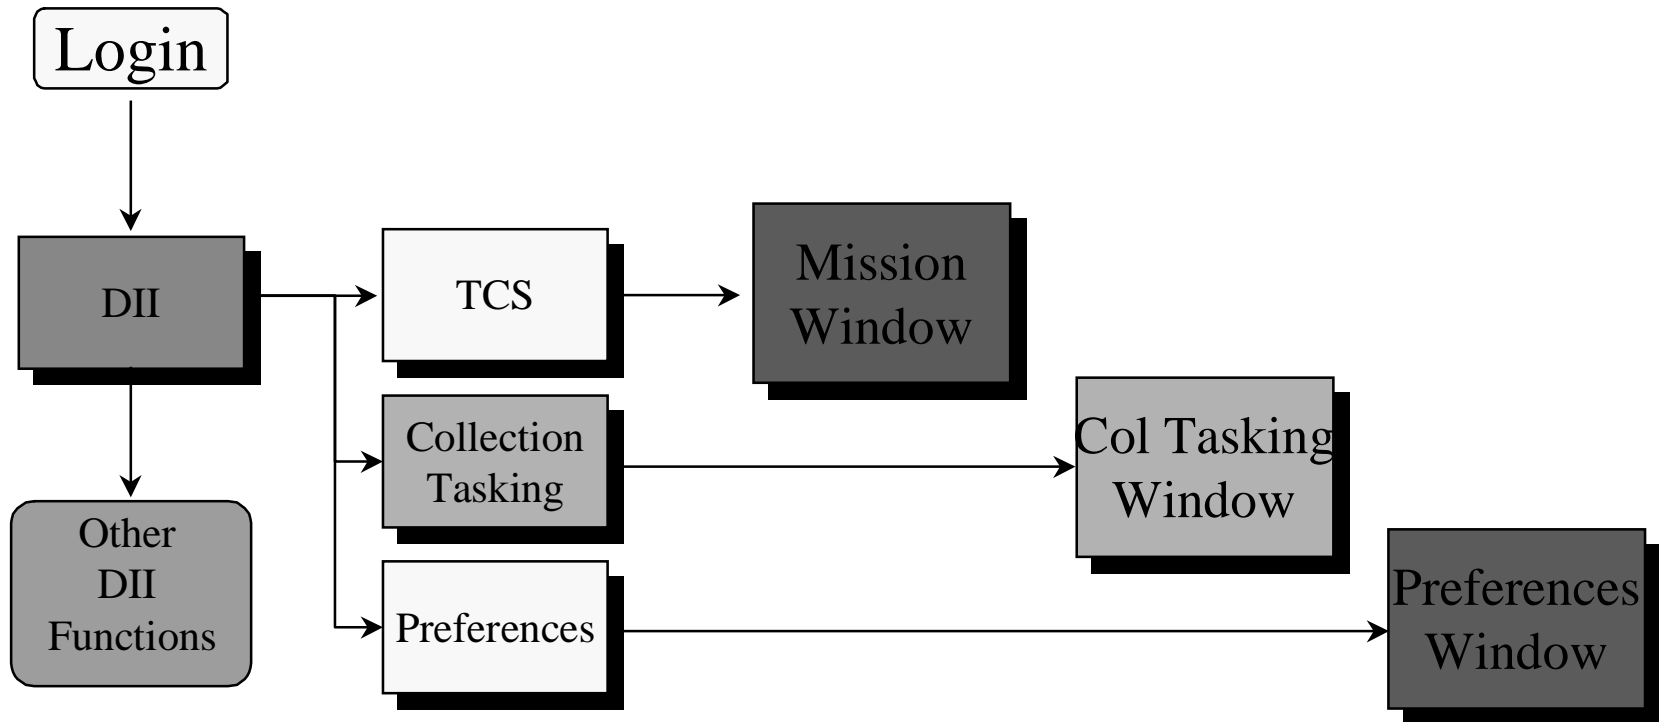 Login
DII
TCS
Mission
Window
Collection
Tasking
Col Tasking
Window
Other
DII
Functions
Preferences
Preferences
Window